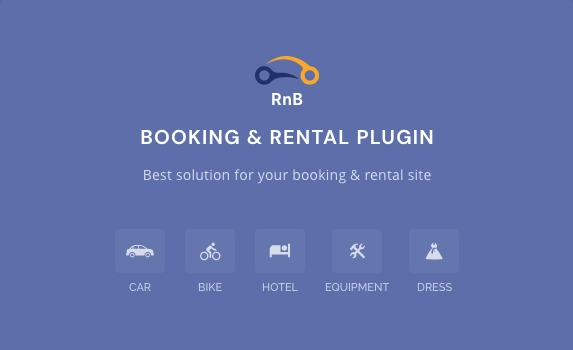 RnB
BOOKING & RENTAL PLUGIN
Best solution for your booking & rental site
CAR
BIKE
HOTEL
EQUIPMENT
DRESS